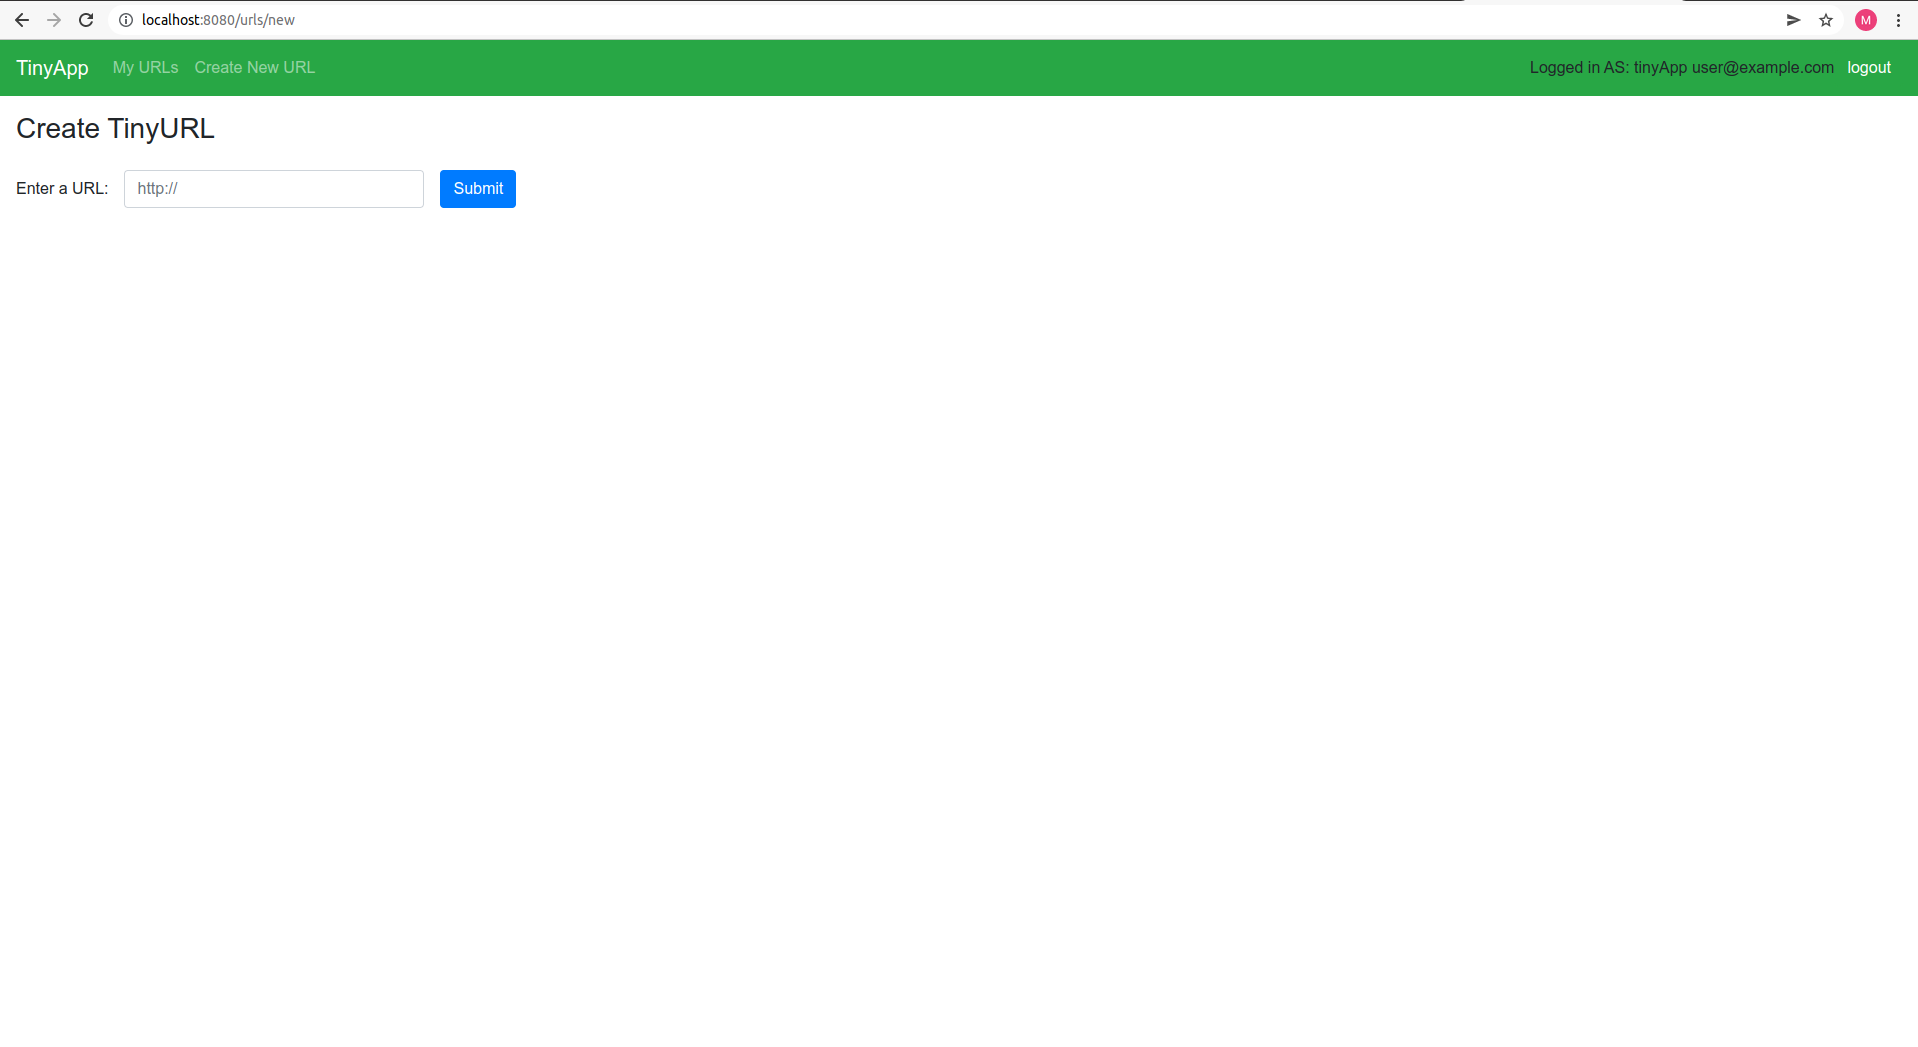 localhost:8080/urls/new
M
TinyApp My URLs Create New URL Logged in AS: tinyApp user@example.com logout
Create TinyURL
Enter a URL: http:// Submit